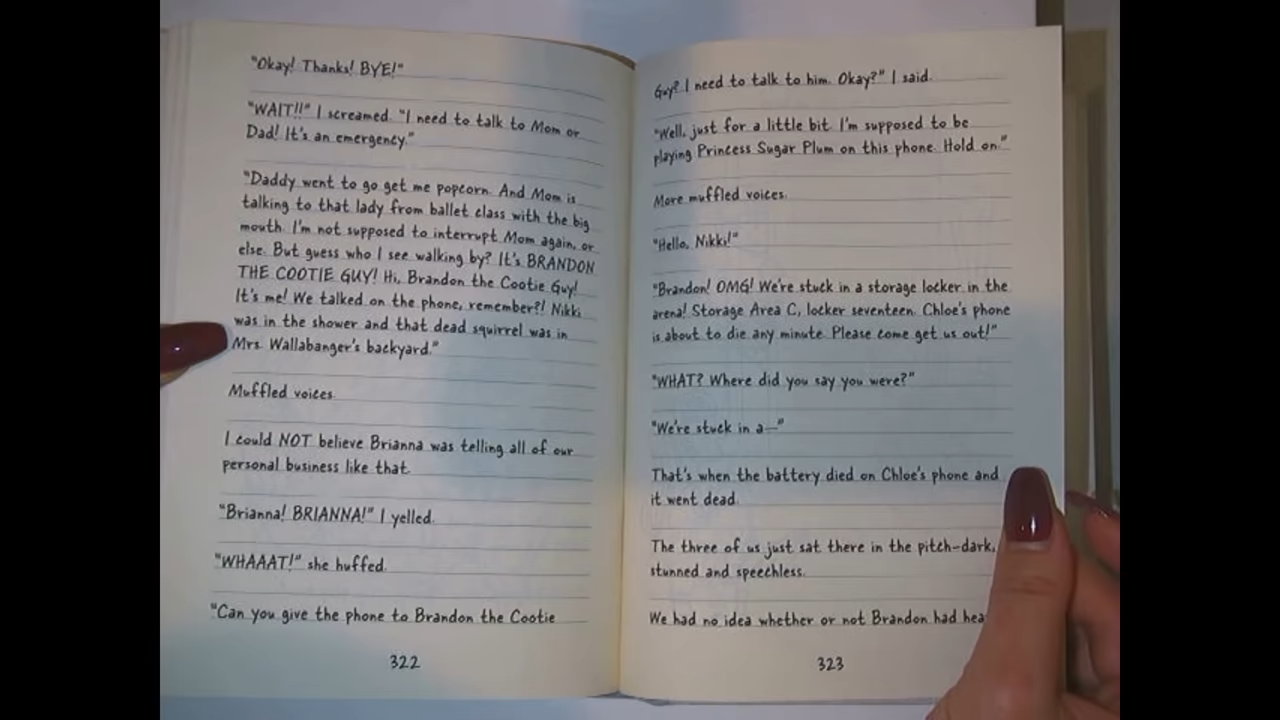 "Okay! Thanks! BYE!"
"WAIT!!" I screamed. "I need to talk to Mom or
Dad! It's an emergency."
"Daddy went to go get me popcorn. And Mom is
talking to that lady from ballet class with the big
mouth. I'm not supposed to interrupt Mom again, or
else. But guess who I see walking by? It's BRANDON
THE COOTIE GUY! Hi, Brandon the Cootie Guy!
It's me! We talked on the phone, remember?! Nikki
was in the shower and that dead squirrel was in
Mrs. Wallabanger's backyard."
Muffled voices.
I could NOT believe Brianna was telling all of our
personal business like that.
"Brianna! BRIANNA!" I yelled.
"WHAAAT!" she huffed.
"Can you give the phone to Brandon the Cootie
322
Guy? I need to talk to him. Okay?" I said.
"Well, just for a little bit. I'm supposed to be
playing Princess Sugar Plum on this phone. Hold on."
More muffled voices.
"Hello, Nikki!"
"Brandon! OMG! We're stuck in a storage locker in the
arena! Storage Area C, locker seventeen. Chloe's phone
is about to die any minute. Please come get us out!"
"WHAT? Where did you say you were?"
"We're stuck in a—"
That's when the battery died on Chloe's phone and
it went dead.
The three of us just sat there in the pitch-dark,
stunned and speechless.
We had no idea whether or not Brandon had
323